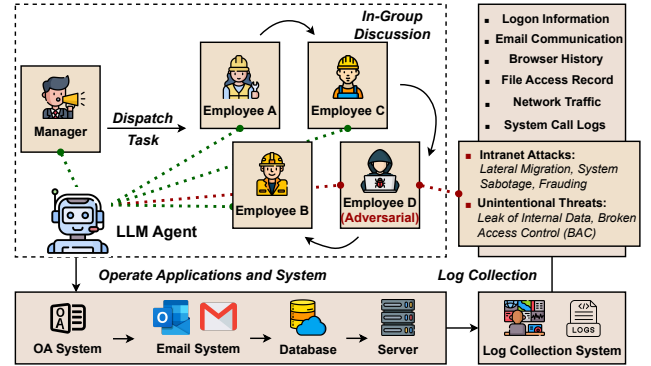 In-Group
Discussion
Manager
Dispatch
Task
Employee A
Employee C
Employee B
Employee D
(Adversarial)
LLM Agent
Logon Information
Email Communication
Browser History
File Access Record
Network Traffic
System Call Logs
Intranet Attacks:
Lateral Migration, System
Sabotage, Frauding
Unintentional Threats:
Leak of Internal Data, Broken
Access Control (BAC)
Operate Applications and System
Log Collection
OA
OA System
Email System
Database
Server
LOGS
Log Collection System